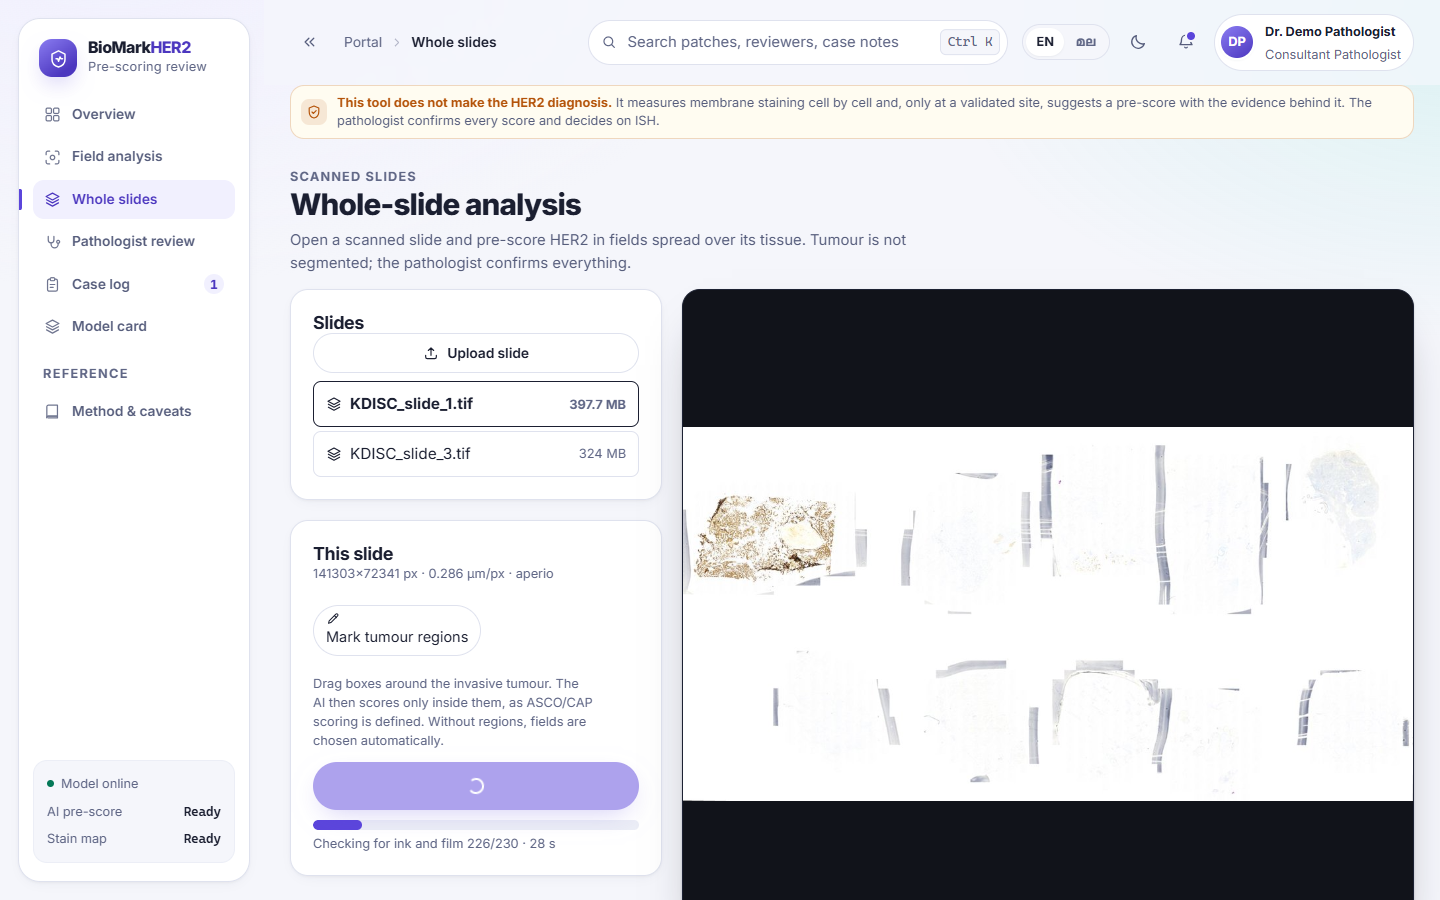 BioMarkHER2
Pre-scoring review
Overview
Field analysis
Whole slides
Pathologist review
Case log
1
Model card
REFERENCE
Method & caveats
Model online
AI pre-score
Ready
Stain map
Ready
Portal
Whole slides
Search patches, reviewers, case notes
Ctrl K
EN
മല
DP
Dr. Demo Pathologist
Consultant Pathologist
This tool does not make the HER2 diagnosis. It measures membrane staining cell by cell and, only at a validated site, suggests a pre-score with the evidence behind it. The
pathologist confirms every score and decides on ISH.
SCANNED SLIDES
Whole-slide analysis
Open a scanned slide and pre-score HER2 in fields spread over its tissue. Tumour is not
segmented; the pathologist confirms everything.
Slides
Upload slide
KDISC_slide_1.tif
397.7 MB
KDISC_slide_3.tif
324 MB
This slide
141303×72341 px · 0.286 µm/px · aperio
Mark tumour regions
Drag boxes around the invasive tumour. The
AI then scores only inside them, as ASCO/CAP
scoring is defined. Without regions, fields are
chosen automatically.
Checking for ink and film 226/230 · 28 s